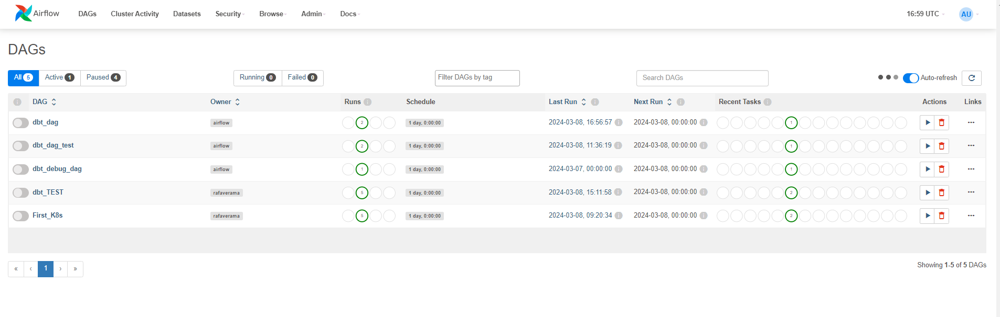 Airflow DAGs Cluster Activity Datasets Security Browse Admin Docs 16:59 UTC AU
DAGs
All 5 Active 1 Paused 4 Running 0 Failed 0 Filter DAGs by tag Search DAGs Auto-refresh
DAG Owner Runs Schedule Last Run Next Run Recent Tasks Actions Links
dbt_dag airflow 2 1 day, 0:00:00 2024-03-08, 16:56:57 2024-03-08, 00:00:00 1
dbt_dag_test airflow 2 1 day, 0:00:00 2024-03-08, 11:36:19 2024-03-08, 00:00:00 1
dbt_debug_dag airflow 1 1 day, 0:00:00 2024-03-07, 00:00:00 2024-03-08, 00:00:00 1
dbt_TEST rafaverama 5 1 day, 0:00:00 2024-03-08, 15:11:58 2024-03-08, 00:00:00 2
First_K8s rafaverama 5 1 day, 0:00:00 2024-03-08, 09:20:34 2024-03-08, 00:00:00 2
« ‹ 1 › » Showing 1-5 of 5 DAGs